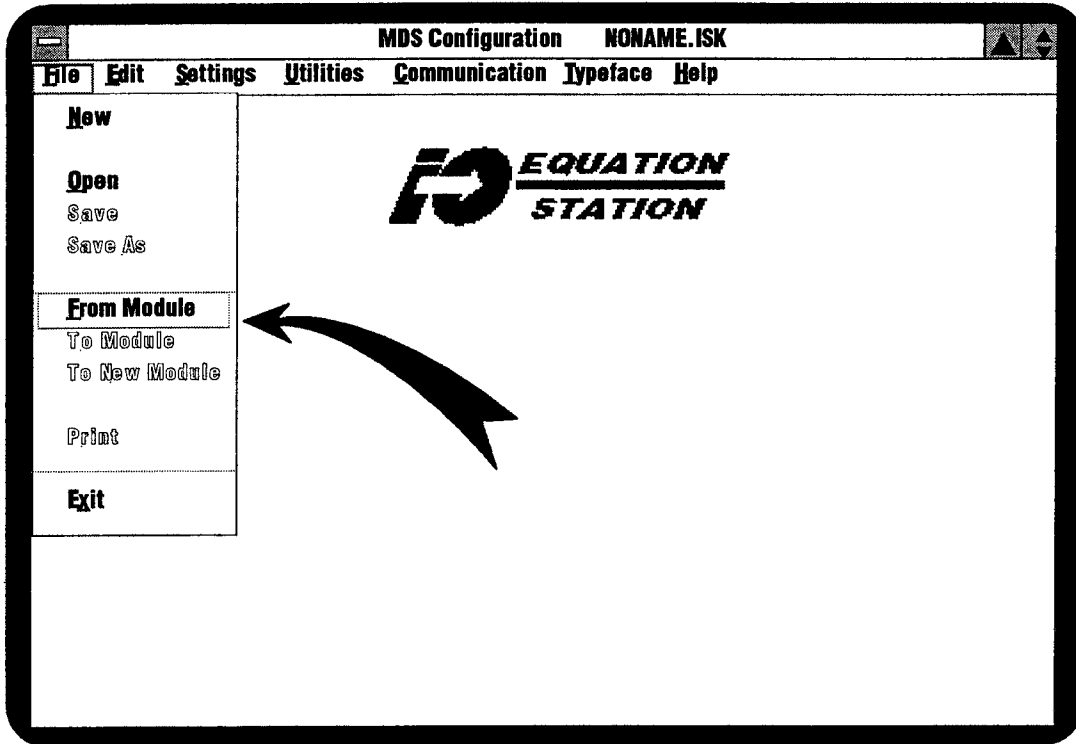 MDS Configuration NONAME.ISK
File Edit Settings Utilities Communication Typeface Help
New
Open
Save
Save As
From Module
To Module
To New Module
Print
Exit
iO EQUATION
STATION